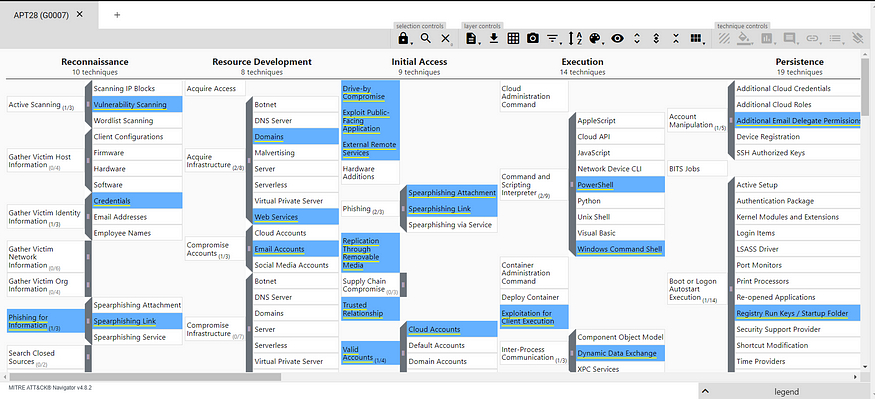 APT28 (G0007)
selection controls
layer controls
technique controls
Reconnaissance
10 techniques
Active Scanning (1/3)
Scanning IP Blocks
Vulnerability Scanning
Wordlist Scanning
Gather Victim Host
Information (0/4)
Client Configurations
Firmware
Hardware
Software
Gather Victim Identity
Information (1/3)
Credentials
Email Addresses
Employee Names
Gather Victim
Network
Information (0/6)
Gather Victim Org
Information (0/4)
Phishing for
Information (1/3)
Spearphishing Attachment
Spearphishing Link
Spearphishing Service
Search Closed
Sources (0/2)
Resource Development
8 techniques
Acquire Access
Acquire
Infrastructure (2/8)
Botnet
DNS Server
Domains
Malvertising
Server
Serverless
Virtual Private Server
Web Services
Compromise
Accounts (1/3)
Cloud Accounts
Email Accounts
Social Media Accounts
Compromise
Infrastructure (0/7)
Botnet
DNS Server
Domains
Server
Serverless
Virtual Private Server
Initial Access
9 techniques
Drive-by
Compromise
Exploit Public-
Facing
Application
External Remote
Services
Hardware
Additions
Phishing (2/3)
Spearphishing Attachment
Spearphishing Link
Spearphishing via Service
Replication
Through
Removable
Media
Supply Chain
Compromise (0/3)
Trusted
Relationship
Valid
Accounts (1/4)
Cloud Accounts
Default Accounts
Domain Accounts
Execution
14 techniques
Cloud
Administration
Command
Command and
Scripting
Interpreter (2/9)
AppleScript
Cloud API
JavaScript
Network Device CLI
PowerShell
Python
Unix Shell
Visual Basic
Windows Command Shell
Container
Administration
Command
Deploy Container
Exploitation for
Client Execution
Inter-Process
Communication (1/3)
Component Object Model
Dynamic Data Exchange
XPC Services
Persistence
19 techniques
Account
Manipulation (1/5)
Additional Cloud Credentials
Additional Cloud Roles
Additional Email Delegate Permissions
Device Registration
SSH Authorized Keys
BITS Jobs
Boot or Logon
Autostart
Execution (1/14)
Active Setup
Authentication Package
Kernel Modules and Extensions
Login Items
LSASS Driver
Port Monitors
Print Processors
Re-opened Applications
Registry Run Keys / Startup Folder
Security Support Provider
Shortcut Modification
Time Providers
MITRE ATT&CK® Navigator v4.8.2
legend